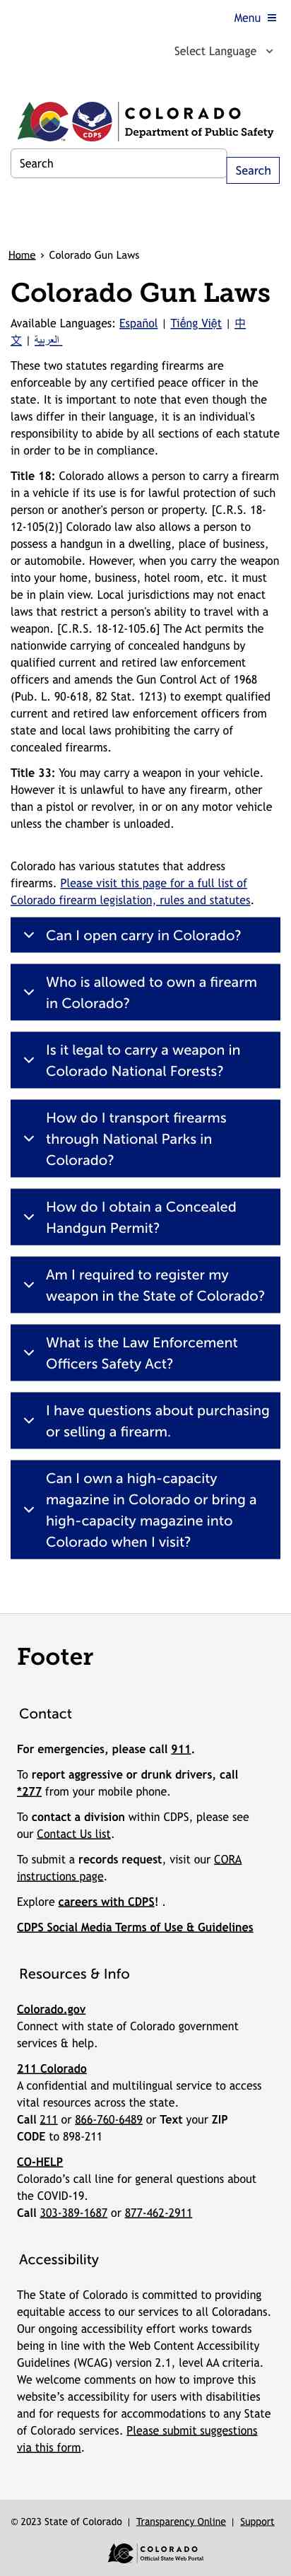 Menu
Select Language
CDPS
COLORADO
Department of Public Safety
Search
Search
Home > Colorado Gun Laws
Colorado Gun Laws
Available Languages: Español | Tiếng Việt | 中
文 | العربية
These two statutes regarding firearms are
enforceable by any certified peace officer in the
state. It is important to note that even though the
laws differ in their language, it is an individual's
responsibility to abide by all sections of each statute
in order to be in compliance.
Title 18: Colorado allows a person to carry a firearm
in a vehicle if its use is for lawful protection of such
person or another's person or property. [C.R.S. 18-
12-105(2)] Colorado law also allows a person to
possess a handgun in a dwelling, place of business,
or automobile. However, when you carry the weapon
into your home, business, hotel room, etc. it must
be in plain view. Local jurisdictions may not enact
laws that restrict a person's ability to travel with a
weapon. [C.R.S. 18-12-105.6] The Act permits the
nationwide carrying of concealed handguns by
qualified current and retired law enforcement
officers and amends the Gun Control Act of 1968
(Pub. L. 90-618, 82 Stat. 1213) to exempt qualified
current and retired law enforcement officers from
state and local laws prohibiting the carry of
concealed firearms.
Title 33: You may carry a weapon in your vehicle.
However it is unlawful to have any firearm, other
than a pistol or revolver, in or on any motor vehicle
unless the chamber is unloaded.
Colorado has various statutes that address
firearms. Please visit this page for a full list of
Colorado firearm legislation, rules and statutes.
Can I open carry in Colorado?
Who is allowed to own a firearm
in Colorado?
Is it legal to carry a weapon in
Colorado National Forests?
How do I transport firearms
through National Parks in
Colorado?
How do I obtain a Concealed
Handgun Permit?
Am I required to register my
weapon in the State of Colorado?
What is the Law Enforcement
Officers Safety Act?
I have questions about purchasing
or selling a firearm.
Can I own a high-capacity
magazine in Colorado or bring a
high-capacity magazine into
Colorado when I visit?
Footer
Contact
For emergencies, please call 911.
To report aggressive or drunk drivers, call
*277 from your mobile phone.
To contact a division within CDPS, please see
our Contact Us list.
To submit a records request, visit our CORA
instructions page.
Explore careers with CDPS! .
CDPS Social Media Terms of Use & Guidelines
Resources & Info
Colorado.gov
Connect with state of Colorado government
services & help.
211 Colorado
A confidential and multilingual service to access
vital resources across the state.
Call 211 or 866-760-6489 or Text your ZIP
CODE to 898-211
CO-HELP
Colorado’s call line for general questions about
the COVID-19.
Call 303-389-1687 or 877-462-2911
Accessibility
The State of Colorado is committed to providing
equitable access to our services to all Coloradans.
Our ongoing accessibility effort works towards
being in line with the Web Content Accessibility
Guidelines (WCAG) version 2.1, level AA criteria.
We welcome comments on how to improve this
website’s accessibility for users with disabilities
and for requests for accommodations to any State
of Colorado services. Please submit suggestions
via this form.
© 2023 State of Colorado | Transparency Online | Support
COLORADO
Official State Web Portal